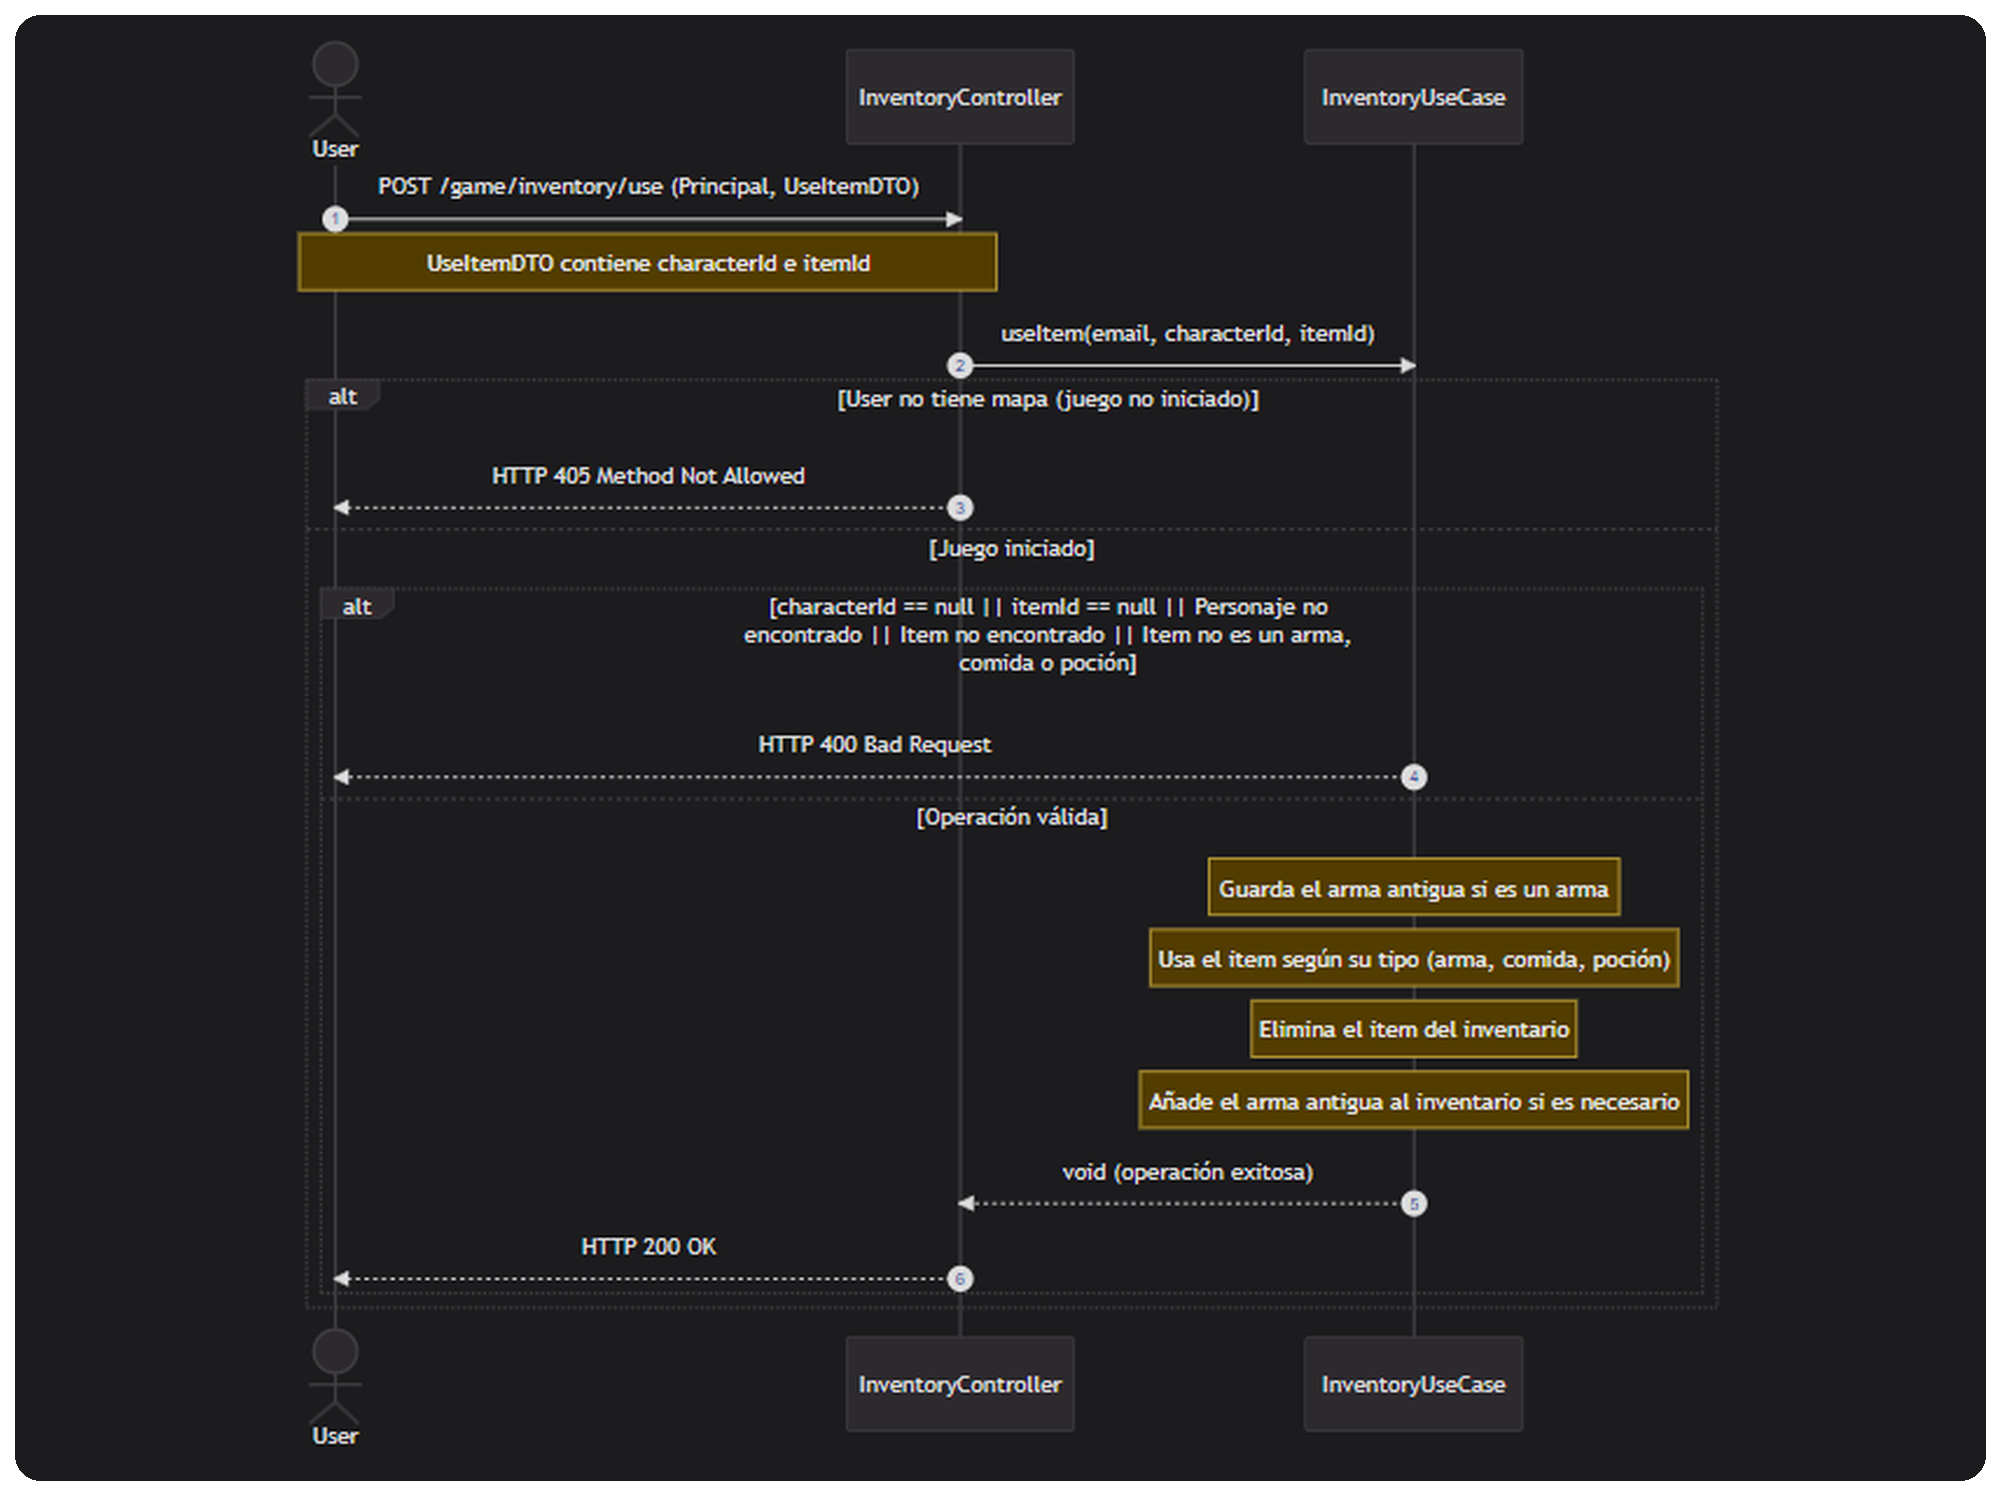 InventoryController
InventoryUseCase
User
POST /game/inventory/use (Principal, UseItemDTO)
1
UseItemDTO contiene characterId e itemId
useItem(email, characterId, itemId)
2
alt
[User no tiene mapa (juego no iniciado)]
HTTP 405 Method Not Allowed
3
[Juego iniciado]
alt
[characterId == null || itemId == null || Personaje no
encontrado || Item no encontrado || Item no es un arma,
comida o poción]
HTTP 400 Bad Request
4
[Operación válida]
Guarda el arma antigua si es un arma
Usa el item según su tipo (arma, comida, poción)
Elimina el item del inventario
Añade el arma antigua al inventario si es necesario
void (operación exitosa)
5
HTTP 200 OK
6
InventoryController
InventoryUseCase
User